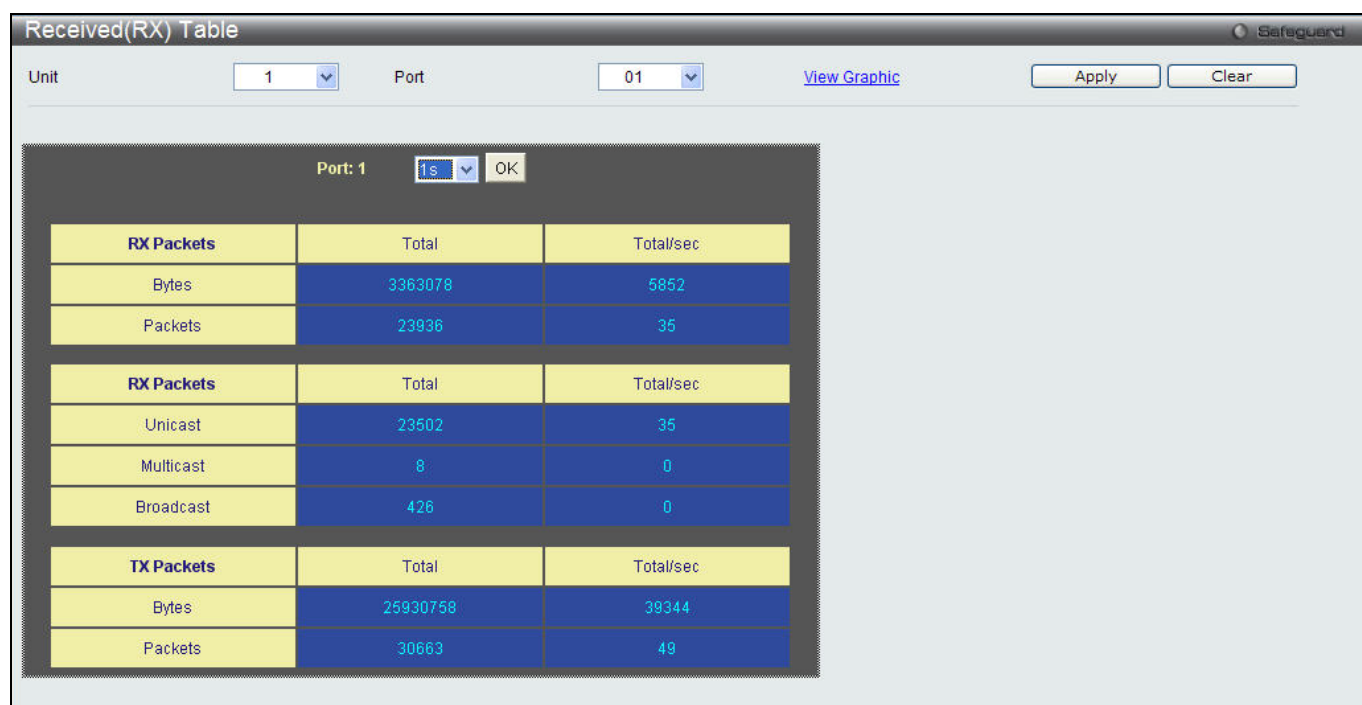 Received(RX) Table Safeguard
Unit 1 Port 01 View Graphic Apply Clear
Port: 1 1s OK
RX Packets Total Total/sec
Bytes 3363078 5852
Packets 23936 35
RX Packets Total Total/sec
Unicast 23502 35
Multicast 8 0
Broadcast 426 0
TX Packets Total Total/sec
Bytes 25930758 39344
Packets 30663 49